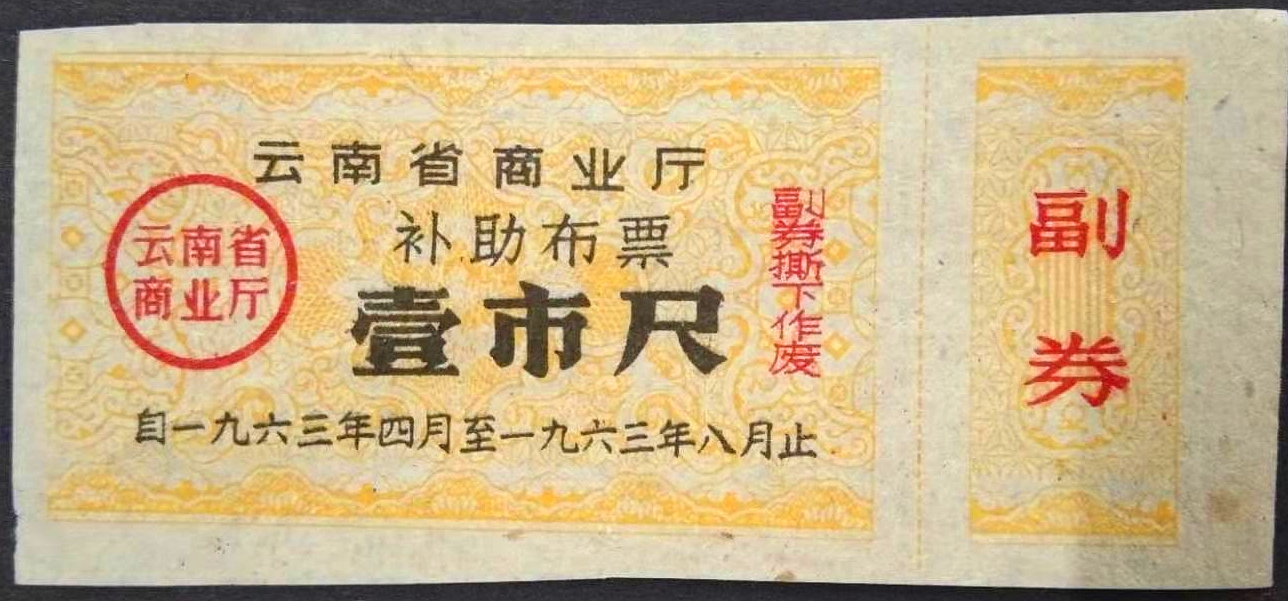 云南省商业厅
补助布票
壹市尺
自一九六三年四月至一九六三年八月止
云南省
商业厅
副券撕下作废
副券